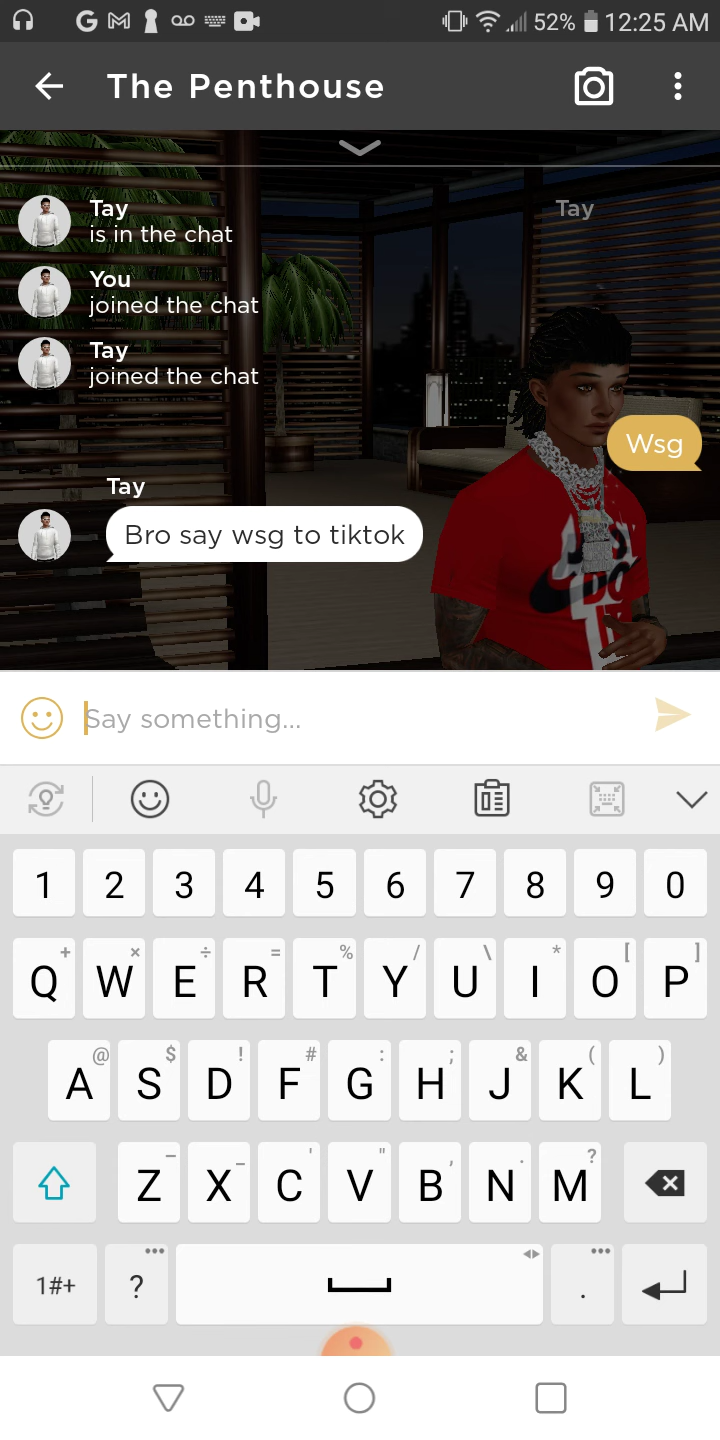 52% 12:25 AM
The Penthouse
Tay
is in the chat
Tay
You
joined the chat
Tay
joined the chat
Wsg
Tay
Bro say wsg to tiktok
Say something...
1 2 3 4 5 6 7 8 9 0
+ × ÷ = % / \ * [ ]
Q W E R T Y U I O P
@ $ ! # : ; & ( )
A S D F G H J K L
– _ ' " , . ?
Z X C V B N M
1#+ ? .